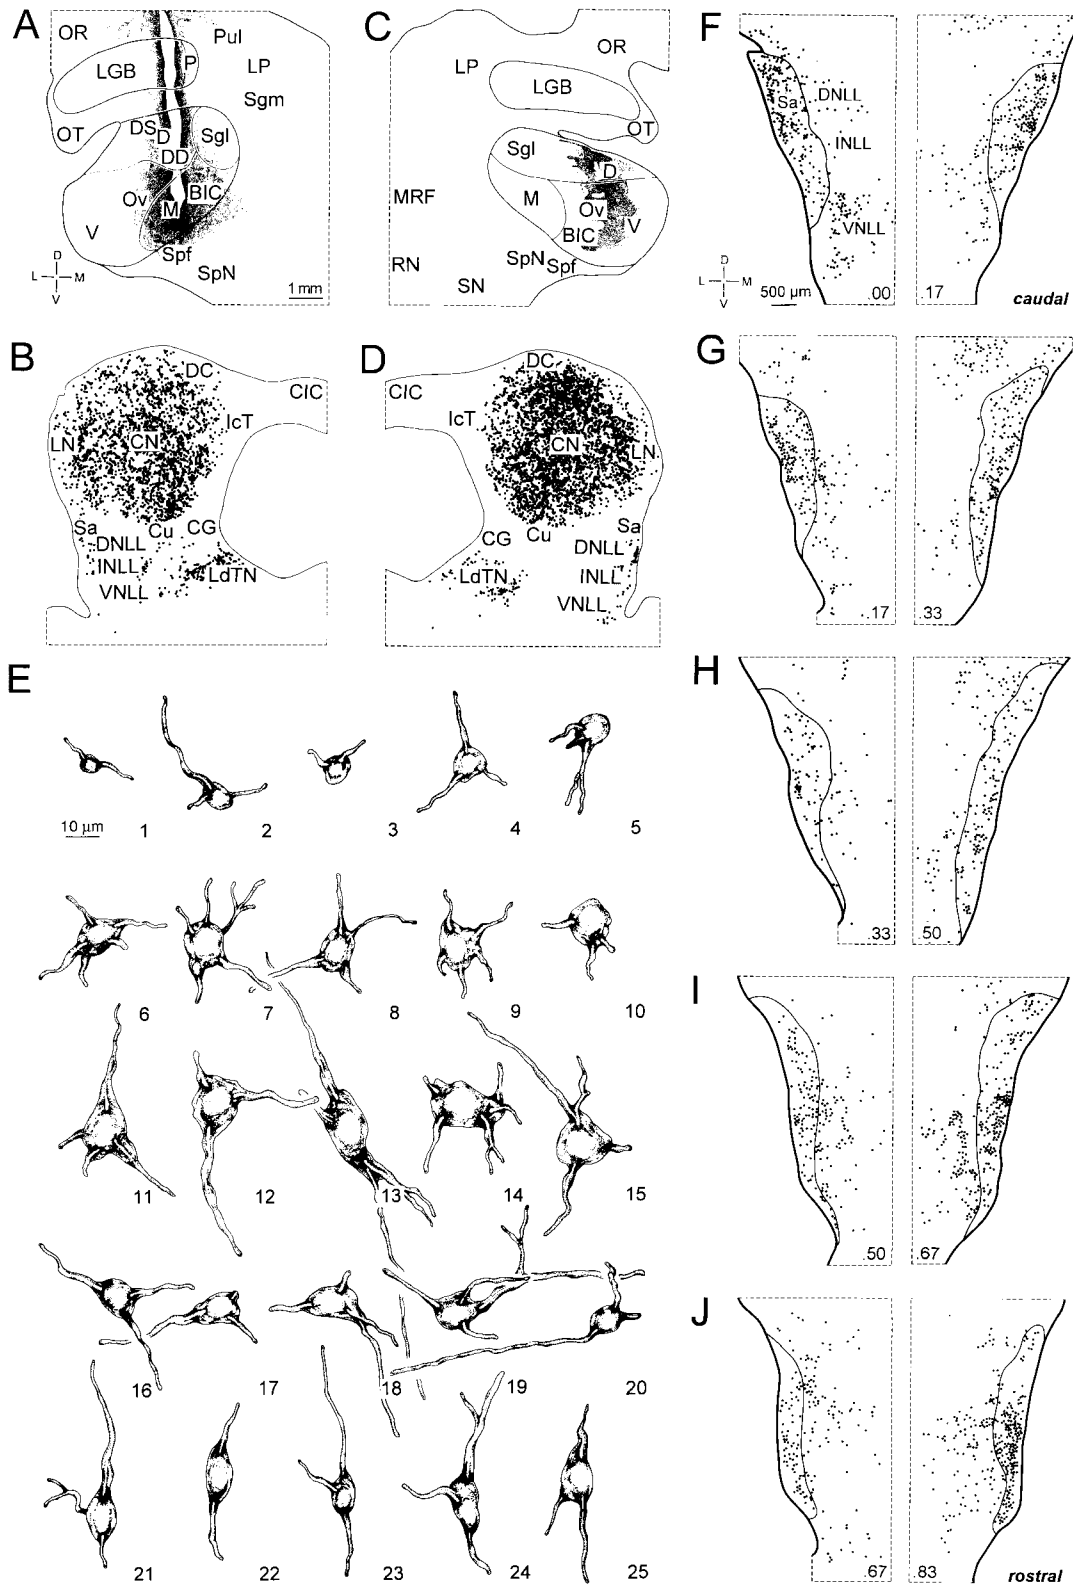 A
OR
Pul
LGB
P
LP
Sgm
OT
DS
D
Sgl
DD
Ov
BIC
M
V
Spf
SpN
D
L M
V
1 mm
C
OR
LP
LGB
OT
Sgl
D
MRF
M
Ov
V
BIC
RN
SpN
Spf
SN
B
DC
CIC
IcT
LN
CN
Sa
Cu
CG
DNLL
INLL
LdTN
VNLL
D
DC
CIC
IcT
CN
LN
CG
Cu
Sa
DNLL
LdTN
INLL
VNLL
E
10 µm
1 2 3 4 5
6 7 8 9 10
11 12 13 14 15
16 17 18 19 20
21 22 23 24 25
F
Sa
DNLL
INLL
VNLL
D
L M
V
500 µm
.00
.17
caudal
G
.17
.33
H
.33
.50
I
.50
.67
J
.67
.83
rostral